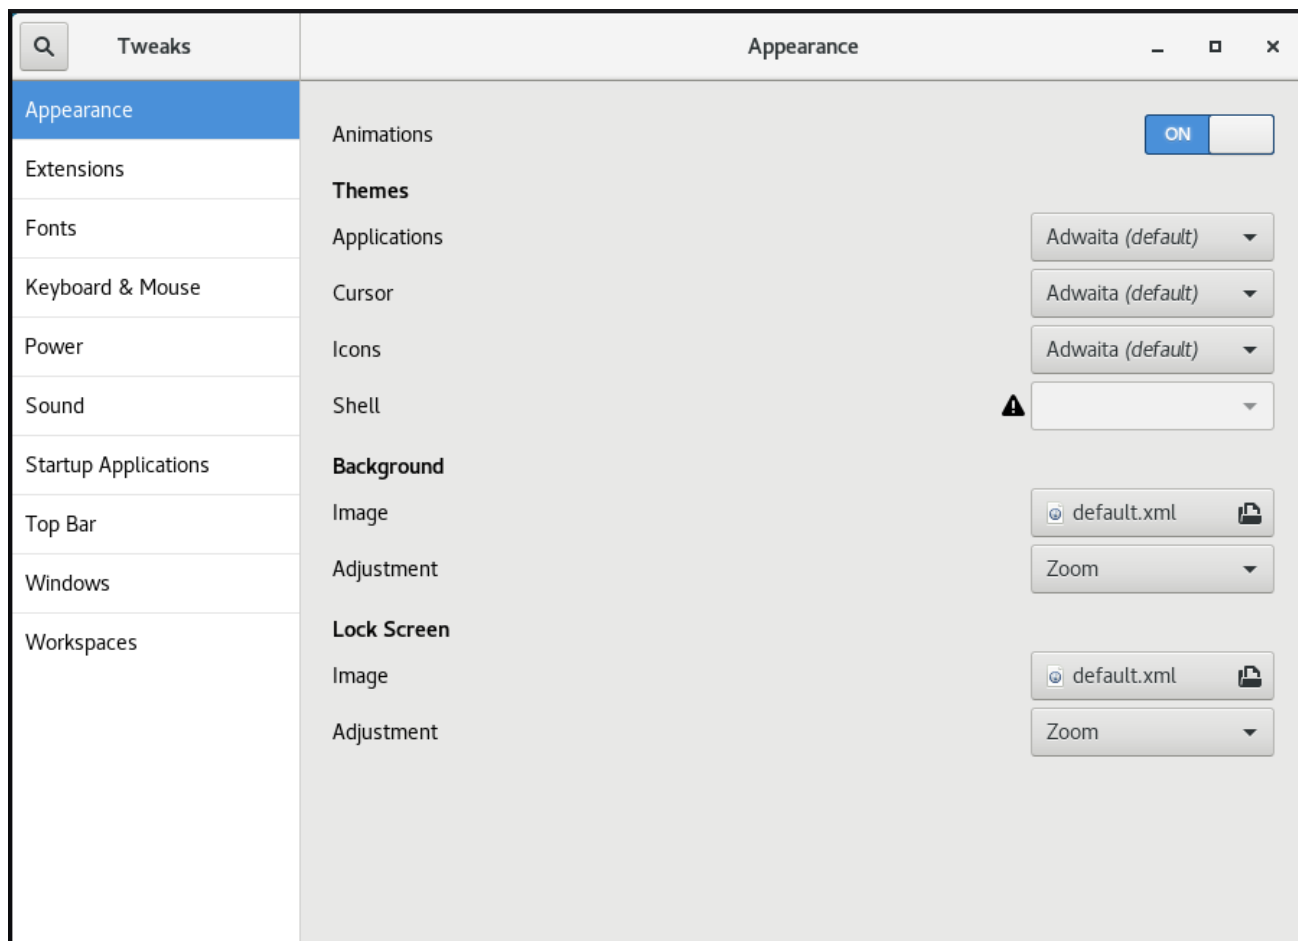 Tweaks Appearance
Appearance
Animations ON
Extensions
Themes
Fonts
Applications Adwaita (default)
Keyboard & Mouse
Cursor Adwaita (default)
Power
Icons Adwaita (default)
Sound
Shell
Startup Applications
Background
Top Bar
Image default.xml
Windows
Adjustment Zoom
Workspaces
Lock Screen
Image default.xml
Adjustment Zoom